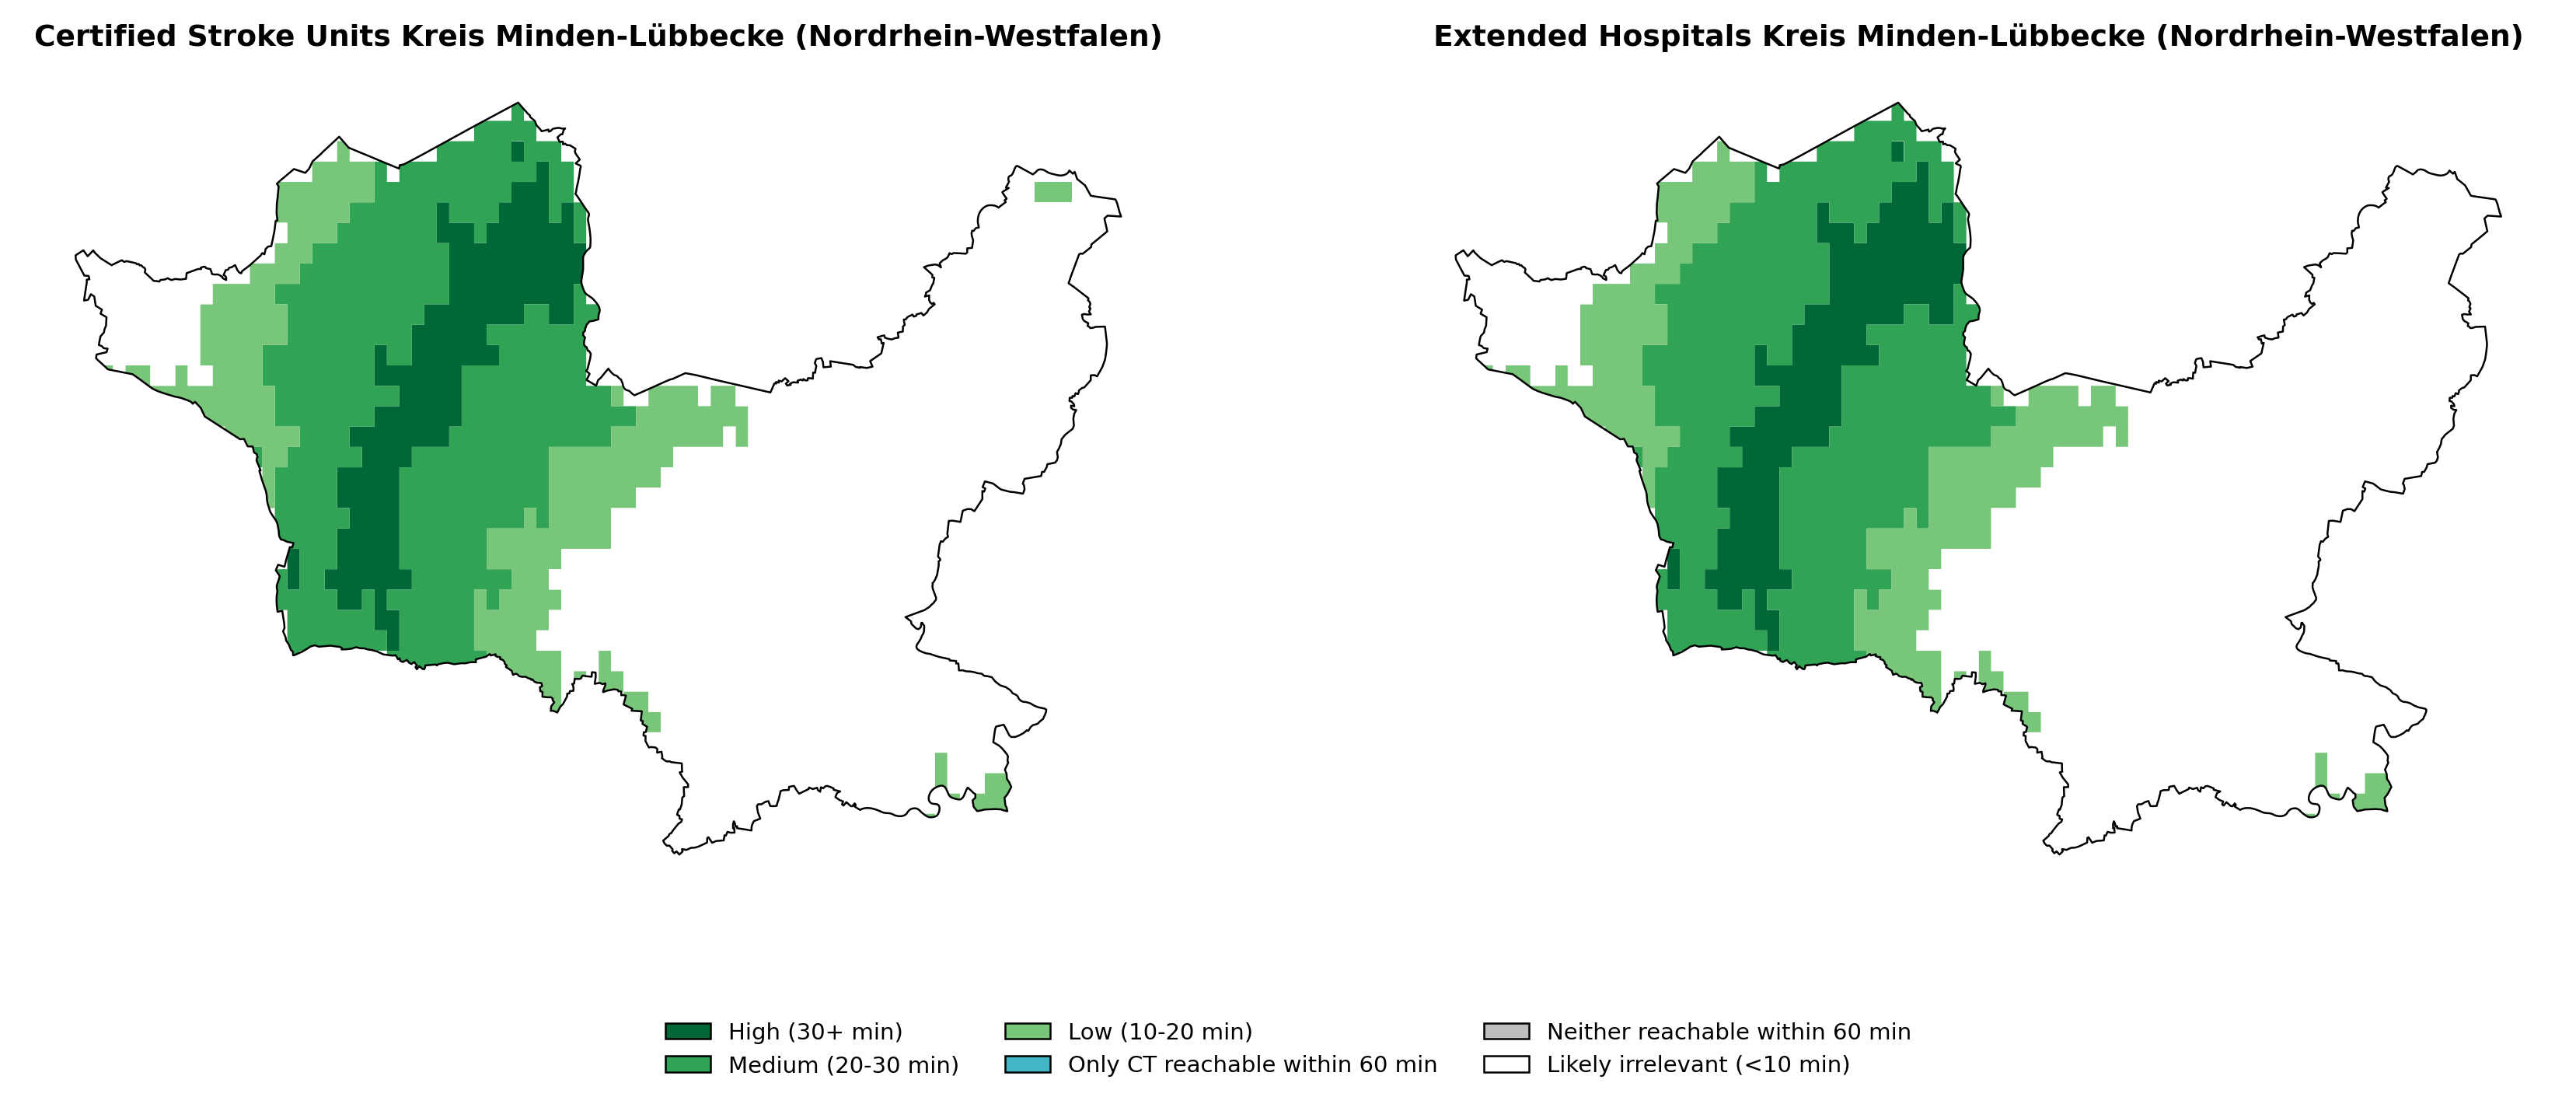 Certified Stroke Units Kreis Minden-Lübbecke (Nordrhein-Westfalen)
Extended Hospitals Kreis Minden-Lübbecke (Nordrhein-Westfalen)
High (30+ min)
Medium (20-30 min)
Low (10-20 min)
Only CT reachable within 60 min
Neither reachable within 60 min
Likely irrelevant (<10 min)